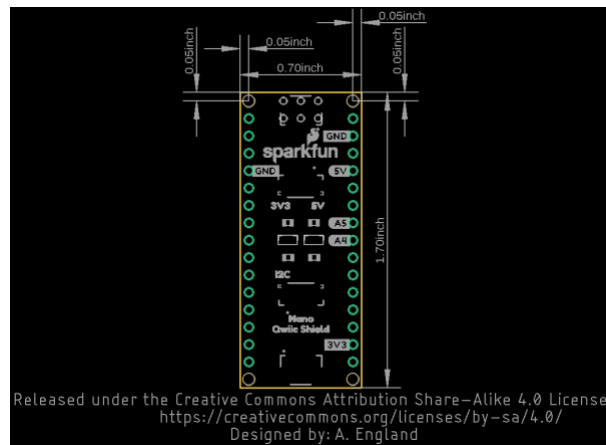 0.05inch
0.05inch
0.70inch
0.05inch
0.05inch
GND
sparkfun
GND
5V
3V3 5V
A5
A4
1.70inch
I2C
Nano
Qwiic Shield
3V3
Released under the Creative Commons Attribution Share-Alike 4.0 License
https://creativecommons.org/licenses/by-sa/4.0/
Designed by: A. England